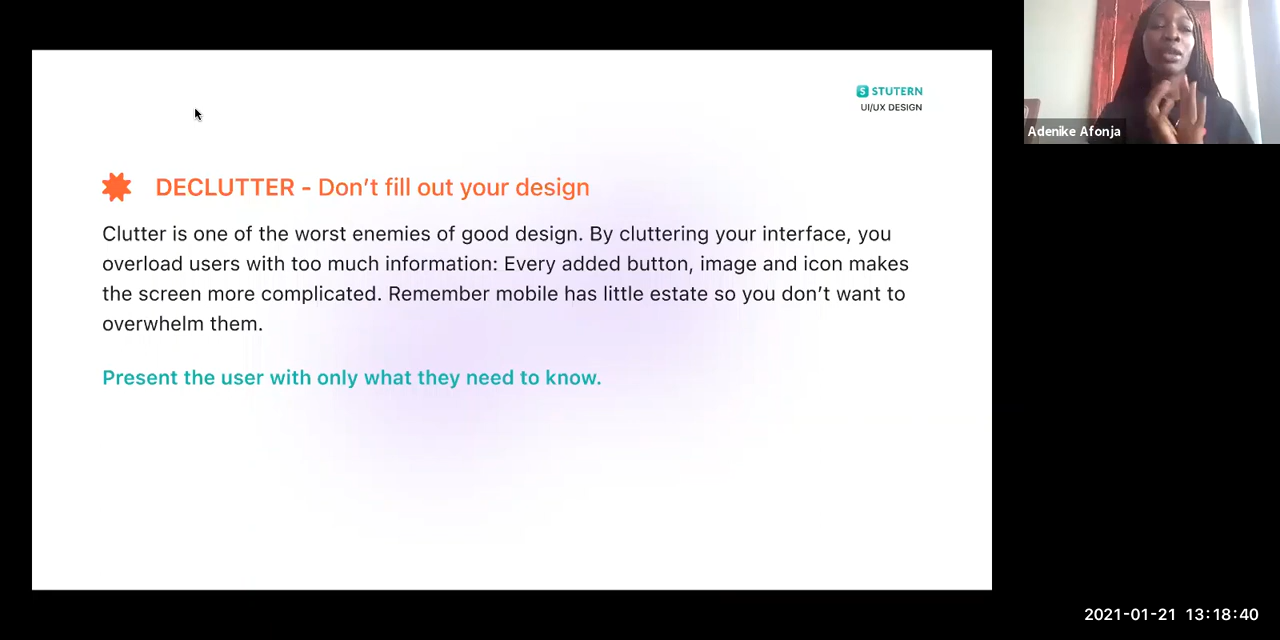 STUTERN
UI/UX DESIGN
Adenike Afonja
DECLUTTER - Don’t fill out your design
Clutter is one of the worst enemies of good design. By cluttering your interface, you
overload users with too much information: Every added button, image and icon makes
the screen more complicated. Remember mobile has little estate so you don’t want to
overwhelm them.
Present the user with only what they need to know.
2021-01-21 13:18:40